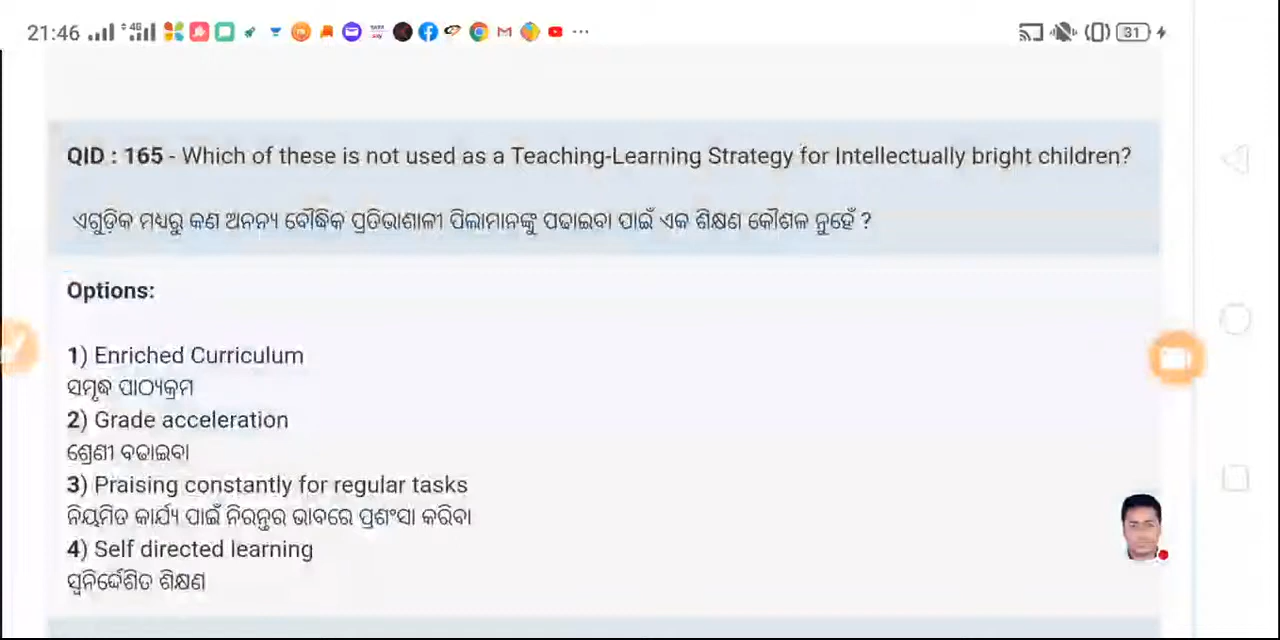 21:46 4G 31
QID : 165 - Which of these is not used as a Teaching-Learning Strategy for Intellectually bright children?
ଏଗୁଡ଼ିକ ମଧ୍ୟରୁ କଣ ଅନନ୍ୟ ବୌଦ୍ଧିକ ପ୍ରତିଭାଶାଳୀ ପିଲାମାନଙ୍କୁ ପଢାଇବା ପାଇଁ ଏକ ଶିକ୍ଷଣ କୌଶଳ ନୁହେଁ ?
Options:
1) Enriched Curriculum
ସମୃଦ୍ଧ ପାଠ୍ୟକ୍ରମ
2) Grade acceleration
ଶ୍ରେଣୀ ବଢାଇବା
3) Praising constantly for regular tasks
ନିୟମିତ କାର୍ଯ୍ୟ ପାଇଁ ନିରନ୍ତର ଭାବରେ ପ୍ରଶଂସା କରିବା
4) Self directed learning
ସ୍ୱନିର୍ଦ୍ଦେଶିତ ଶିକ୍ଷଣ